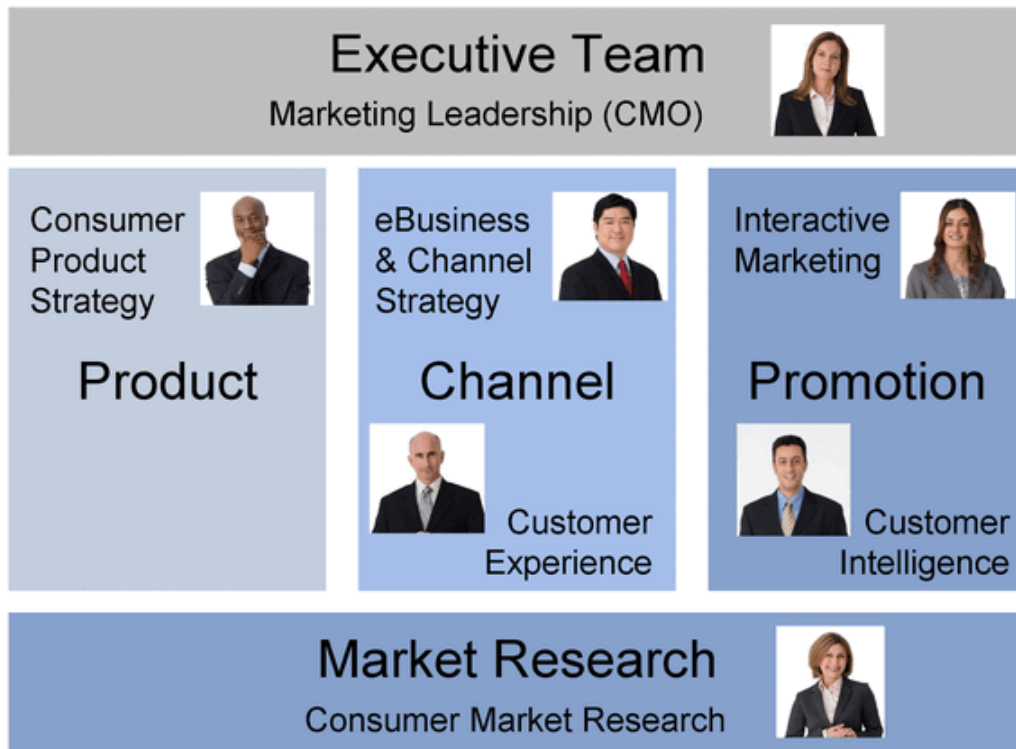 Executive Team
Marketing Leadership (CMO)
Consumer
Product
Strategy
Product
eBusiness
& Channel
Strategy
Channel
Customer
Experience
Interactive
Marketing
Promotion
Customer
Intelligence
Market Research
Consumer Market Research